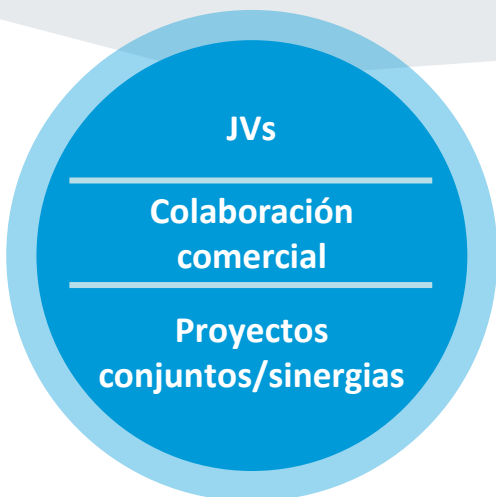 JVs
Colaboración
comercial
Proyectos
conjuntos/sinergias